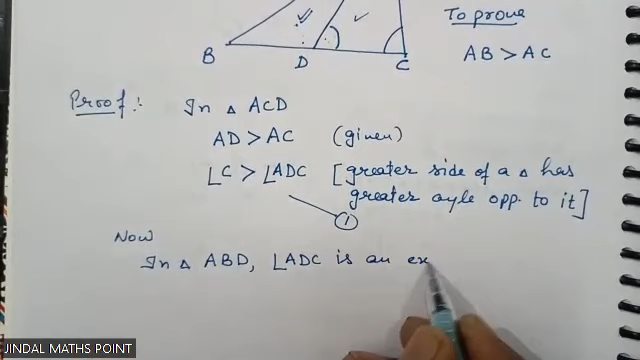 To prove
B D C
AB > AC
Proof :- In △ ACD
AD > AC (given)
∠C > ∠ADC [greater side of a △ has
greater angle opp. to it]
①
Now
In △ ABD, ∠ADC is an ex
JINDAL MATHS POINT